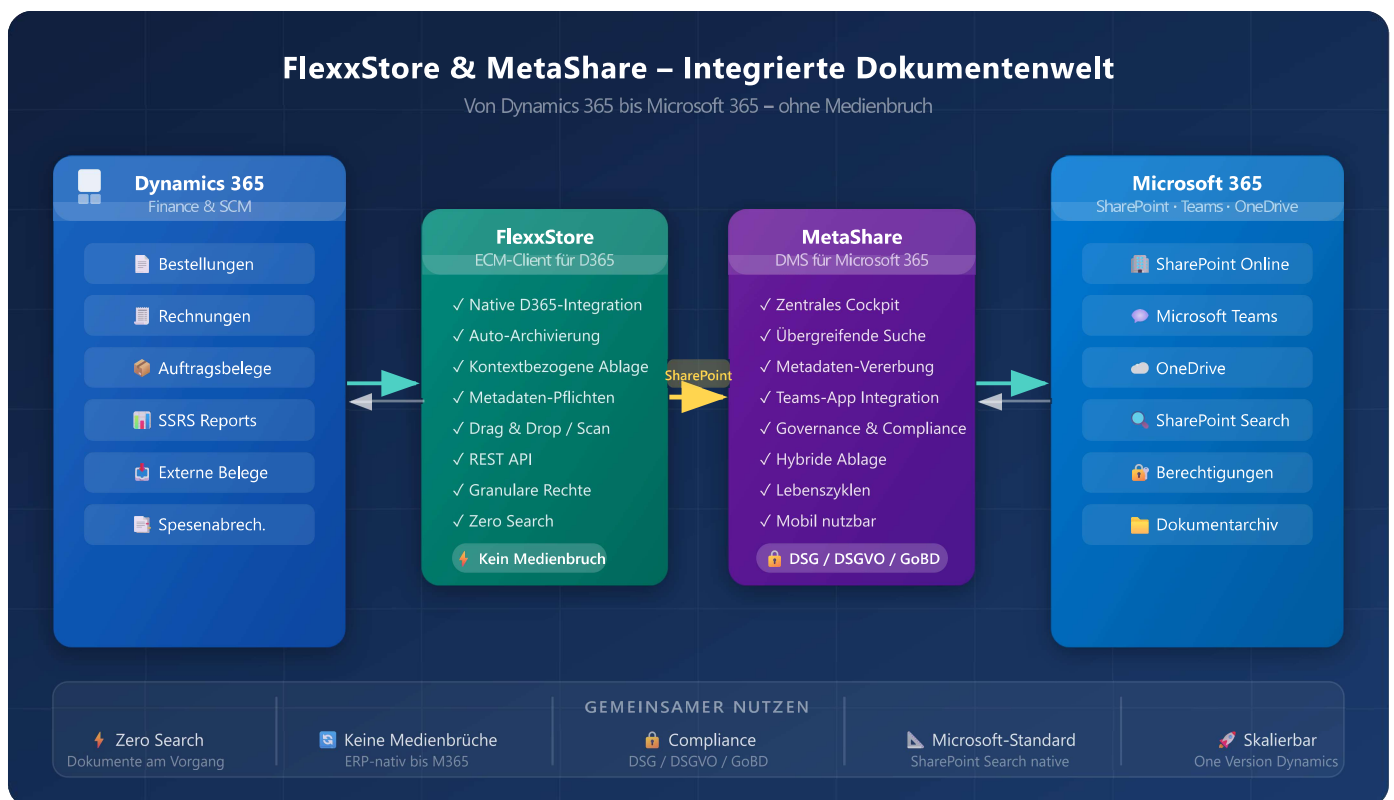 FlexxStore & MetaShare – Integrierte Dokumentenwelt
Von Dynamics 365 bis Microsoft 365 – ohne Medienbruch
Dynamics 365
Finance & SCM
Bestellungen
Rechnungen
Auftragsbelege
SSRS Reports
Externe Belege
Spesenabrech.
FlexxStore
ECM-Client für D365
✓ Native D365-Integration
✓ Auto-Archivierung
✓ Kontextbezogene Ablage
✓ Metadaten-Pflichten
✓ Drag & Drop / Scan
✓ REST API
✓ Granulare Rechte
✓ Zero Search
Kein Medienbruch
SharePoint
MetaShare
DMS für Microsoft 365
✓ Zentrales Cockpit
✓ Übergreifende Suche
✓ Metadaten-Vererbung
✓ Teams-App Integration
✓ Governance & Compliance
✓ Hybride Ablage
✓ Lebenszyklen
✓ Mobil nutzbar
DSG / DSGVO / GoBD
Microsoft 365
SharePoint · Teams · OneDrive
SharePoint Online
Microsoft Teams
OneDrive
SharePoint Search
Berechtigungen
Dokumentarchiv
GEMEINSAMER NUTZEN
Zero Search
Dokumente am Vorgang
Keine Medienbrüche
ERP-nativ bis M365
Compliance
DSG / DSGVO / GoBD
Microsoft-Standard
SharePoint Search native
Skalierbar
One Version Dynamics